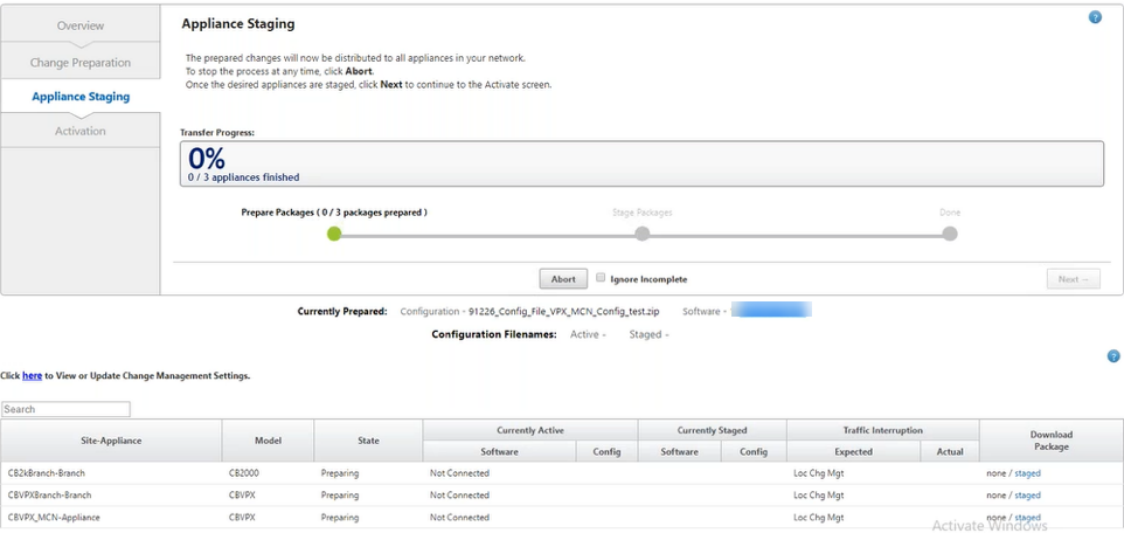 Overview
Change Preparation
Appliance Staging
Activation
Appliance Staging
?
The prepared changes will now be distributed to all appliances in your network.
To stop the process at any time, click Abort.
Once the desired appliances are staged, click Next to continue to the Activate screen.
Transfer Progress:
0%
0 / 3 appliances finished
Prepare Packages ( 0 / 3 packages prepared ) Stage Packages Done
Abort Ignore Incomplete Next
Currently Prepared: Configuration - 91226_Config_File_VPX_MCN_Config_test.zip Software -
Configuration Filenames: Active - Staged -
?
Click here to View or Update Change Management Settings.
Search
Site-Appliance Model State Currently Active Currently Staged Traffic Interruption Download Package
Software Config Software Config Expected Actual
CB2kBranch-Branch CB2000 Preparing Not Connected Loc Chg Mgt none / staged
CBVPXBranch-Branch CBVPX Preparing Not Connected Loc Chg Mgt none / staged
CBVPX_MCN-Appliance CBVPX Preparing Not Connected Loc Chg Mgt none / staged
Activate Windows